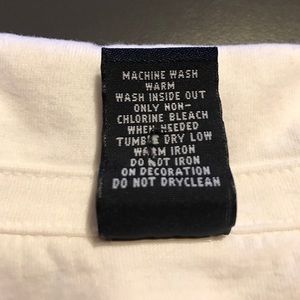 MACHINE WASH
WARM
WASH INSIDE OUT
ONLY NON-
CHLORINE BLEACH
WHEN NEEDED
TUMBLE DRY LOW
WARM IRON
DO NOT IRON
ON DECORATION
DO NOT DRYCLEAN